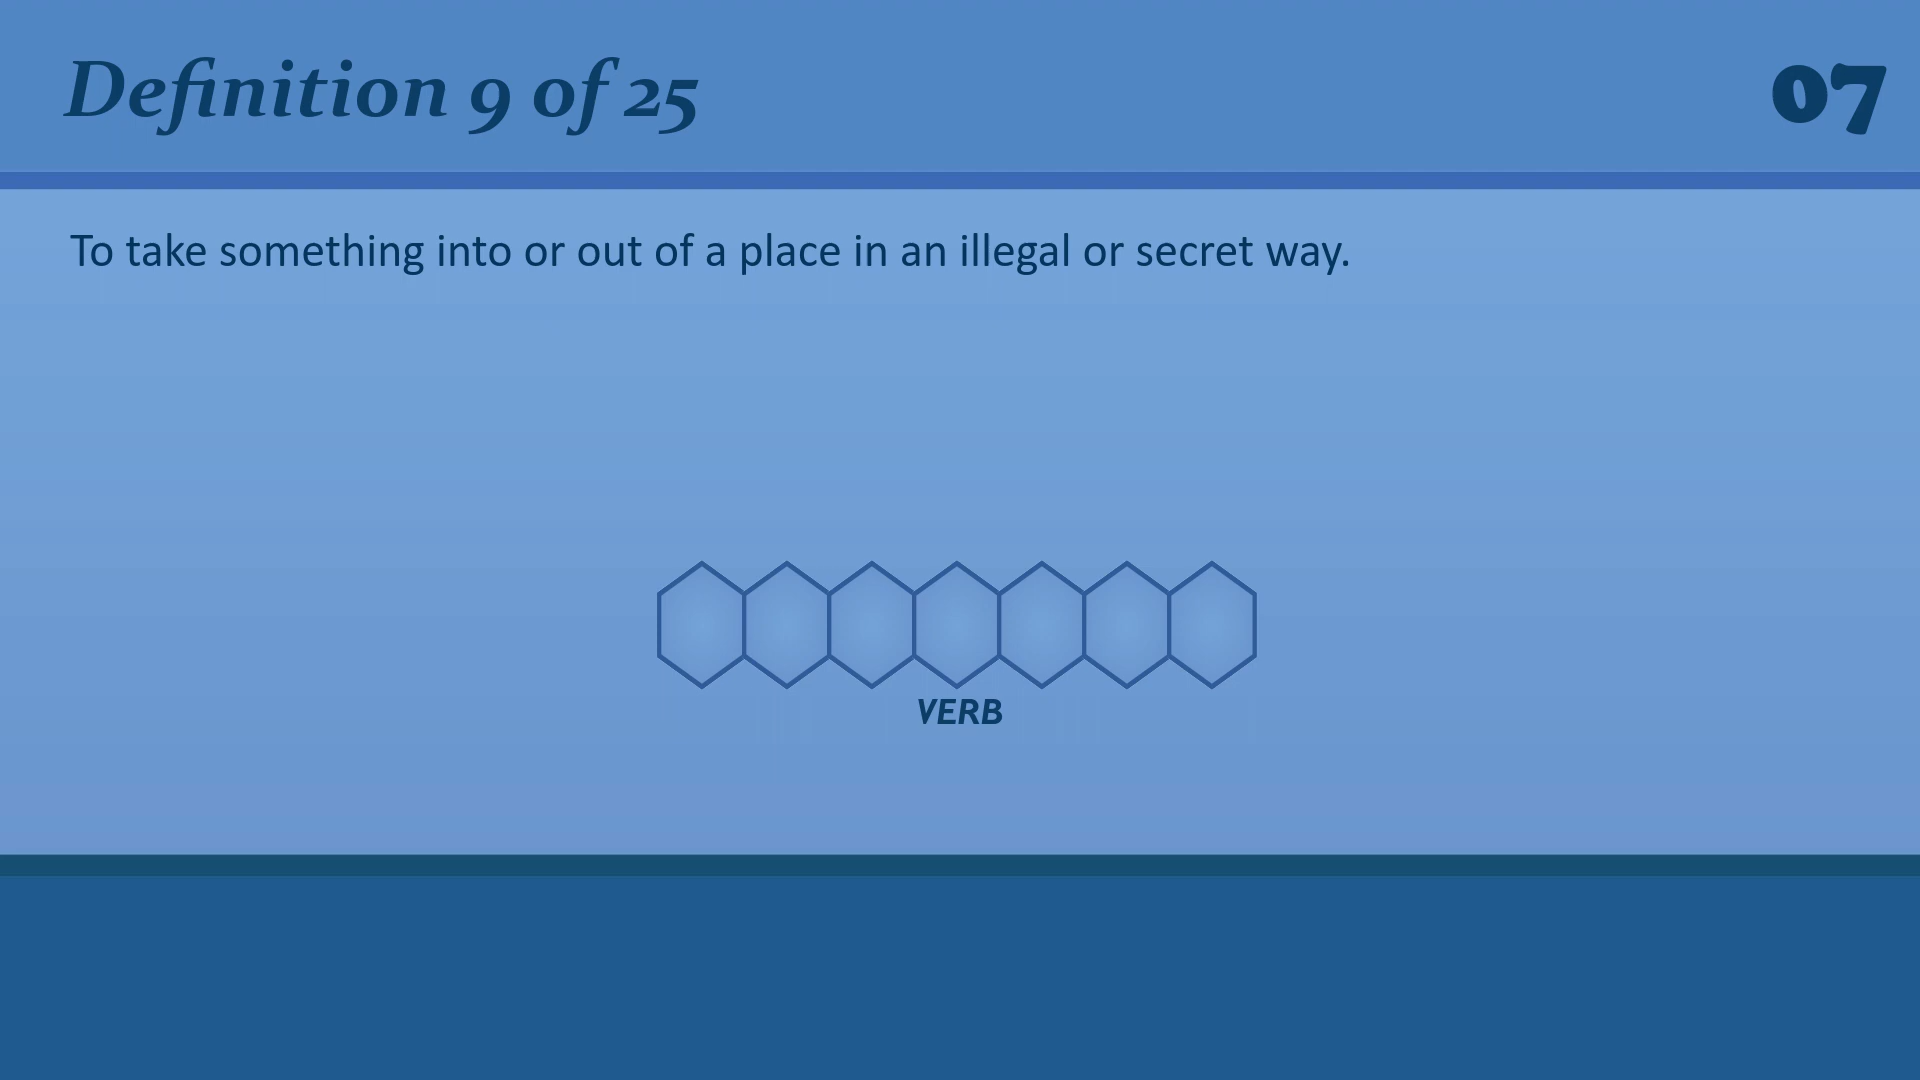 Definition 9 of 25
07
To take something into or out of a place in an illegal or secret way.
VERB